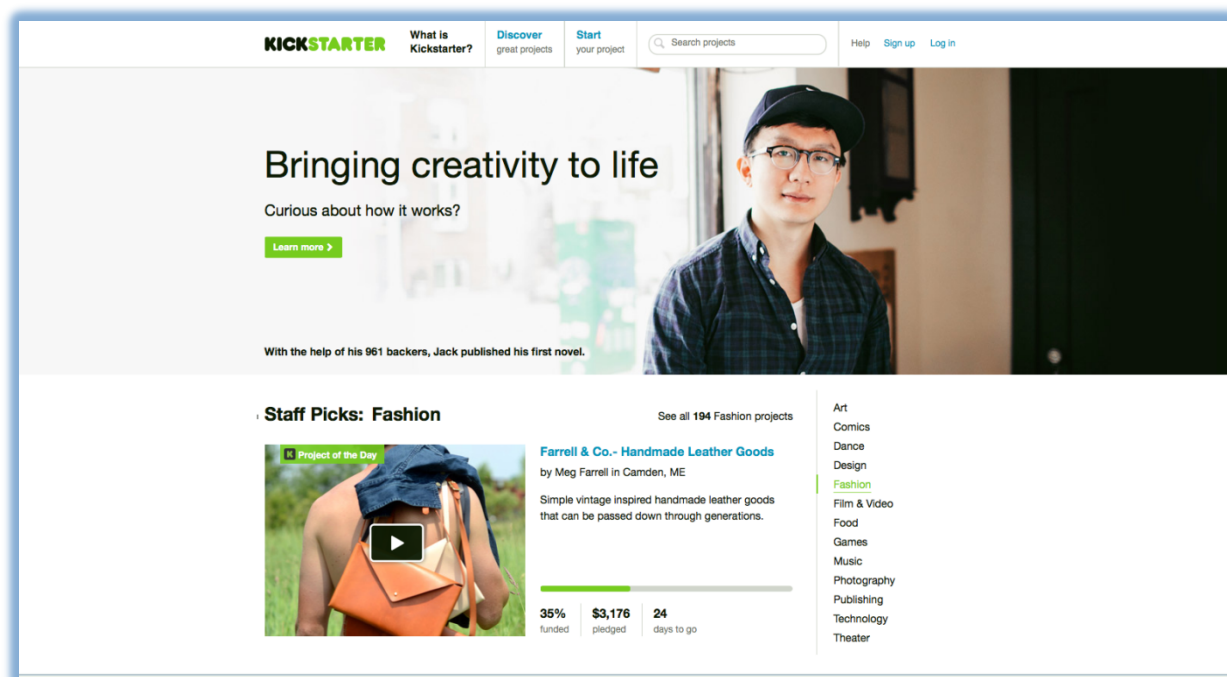 KICKSTARTER
What is
Kickstarter?
Discover
great projects
Start
your project
Search projects
Help
Sign up
Log in
Bringing creativity to life
Curious about how it works?
Learn more
With the help of his 961 backers, Jack published his first novel.
Staff Picks: Fashion
See all 194 Fashion projects
K Project of the Day
Farrell & Co.- Handmade Leather Goods
by Meg Farrell in Camden, ME
Simple vintage inspired handmade leather goods
that can be passed down through generations.
35%
funded
$3,176
pledged
24
days to go
Art
Comics
Dance
Design
Fashion
Film & Video
Food
Games
Music
Photography
Publishing
Technology
Theater